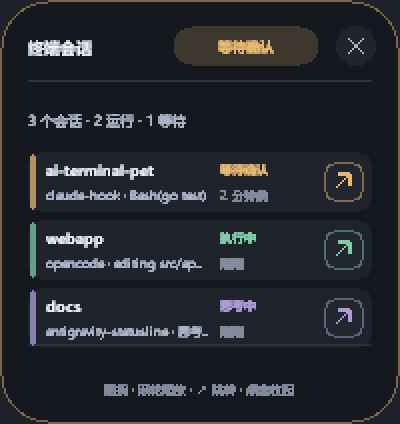 终端会话 等待确认
3 个会话 · 2 运行 · 1 等待
ai-terminal-pet 等待确认
claude-hook · Bash(go test) 2 分钟前
webapp 执行中
opencode · editing src/ap… 刚刚
docs 思考中
antigravity-statusline · 思考… 刚刚